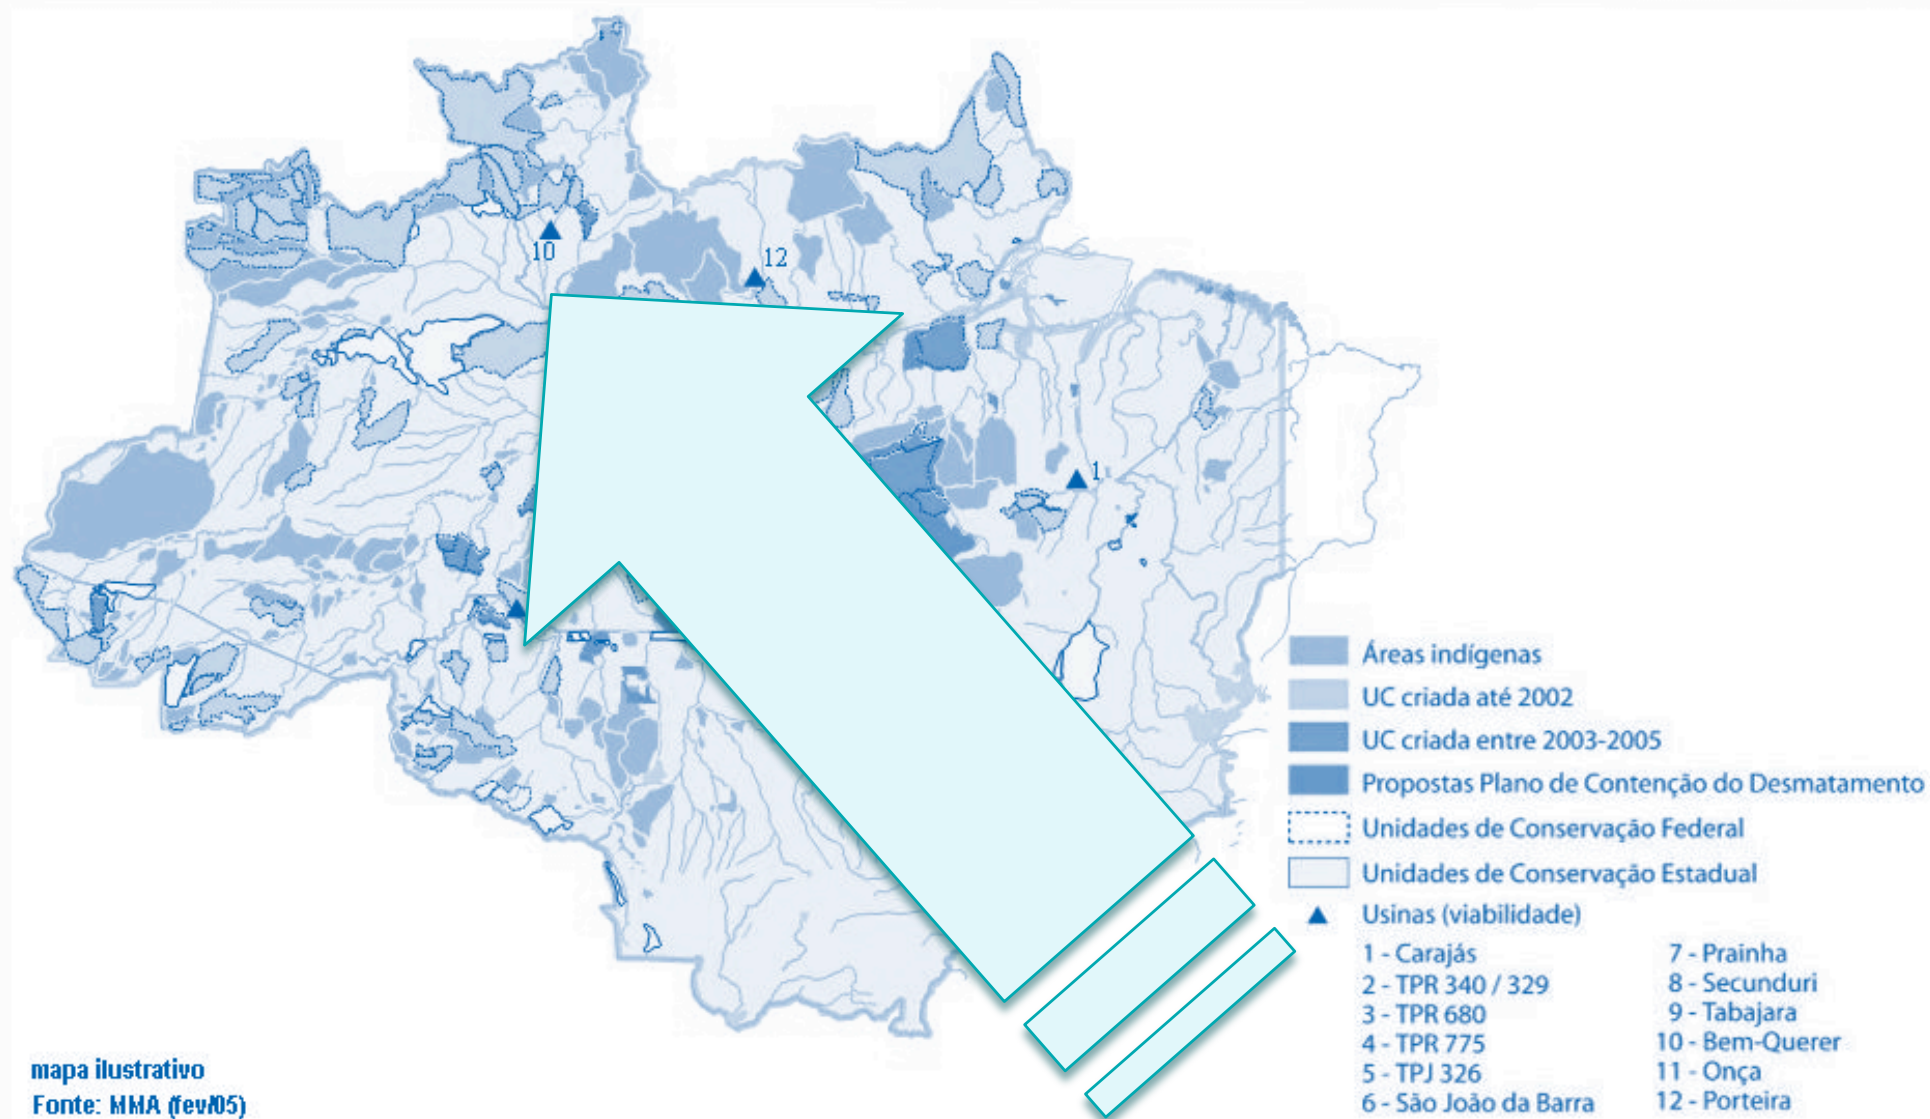 10
12
1
Áreas indígenas
UC criada até 2002
UC criada entre 2003-2005
Propostas Plano de Contenção do Desmatamento
Unidades de Conservação Federal
Unidades de Conservação Estadual
Usinas (viabilidade)
1 - Carajás
2 - TPR 340 / 329
3 - TPR 680
4 - TPR 775
5 - TPJ 326
6 - São João da Barra
7 - Prainha
8 - Secunduri
9 - Tabajara
10 - Bem-Querer
11 - Onça
12 - Porteira
mapa ilustrativo
Fonte: MMA (fev/05)